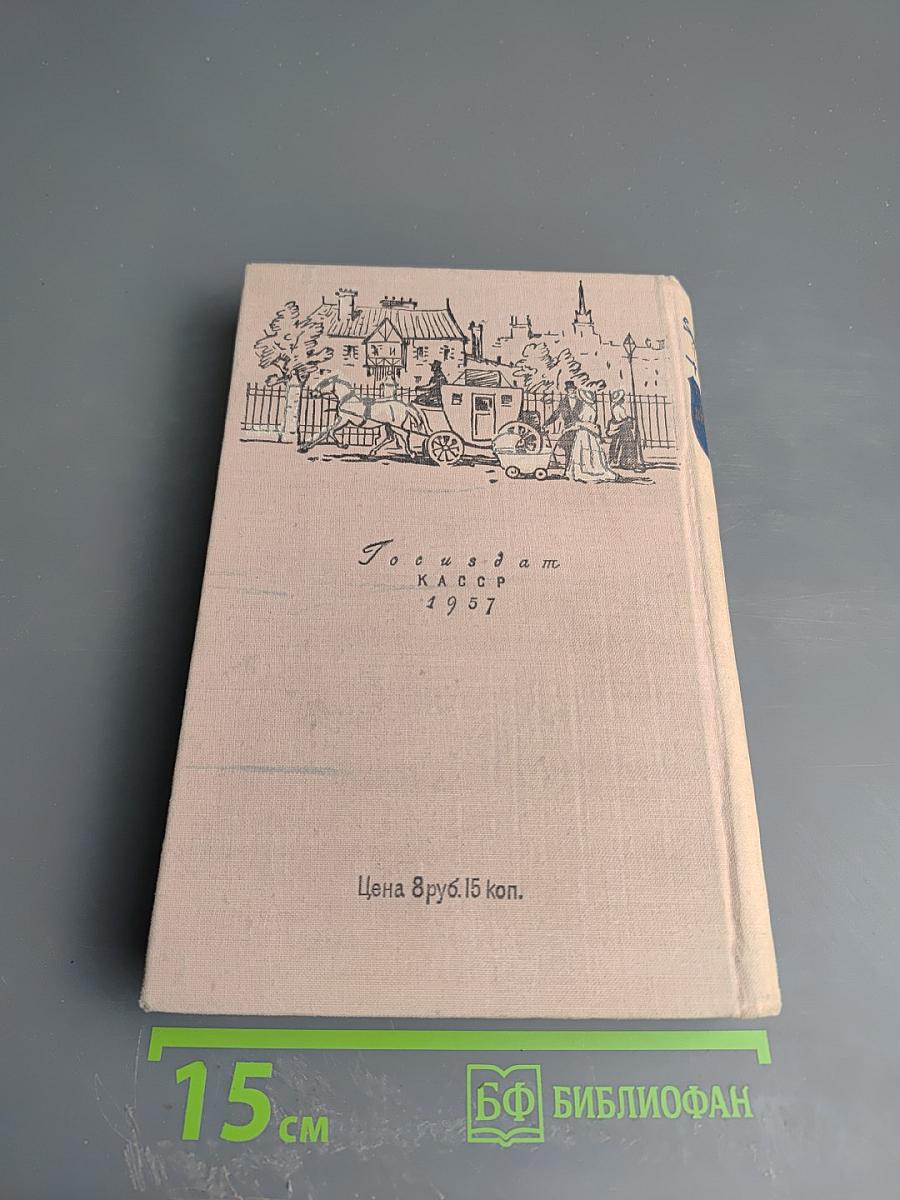 Госиздат
КАССР
1957
Цена 8 руб. 15 коп.
15 см
БФ БИБЛИОФАН